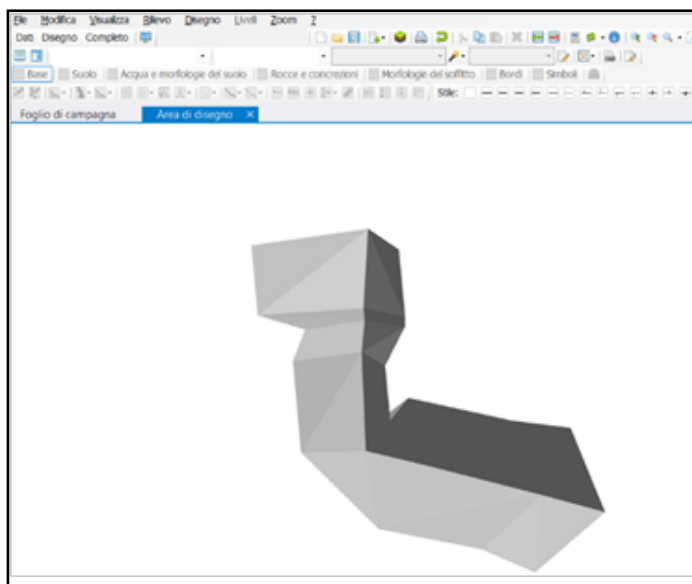 File Modifica Visualizza Rilievo Disegno Livelli Zoom ?
Dati Disegno Completo
Base Suolo Acqua e morfologie del suolo Rocce e concrezioni Morfologie del soffitto Bordi Simboli
Stile:
Foglio di campagna Area di disegno ×